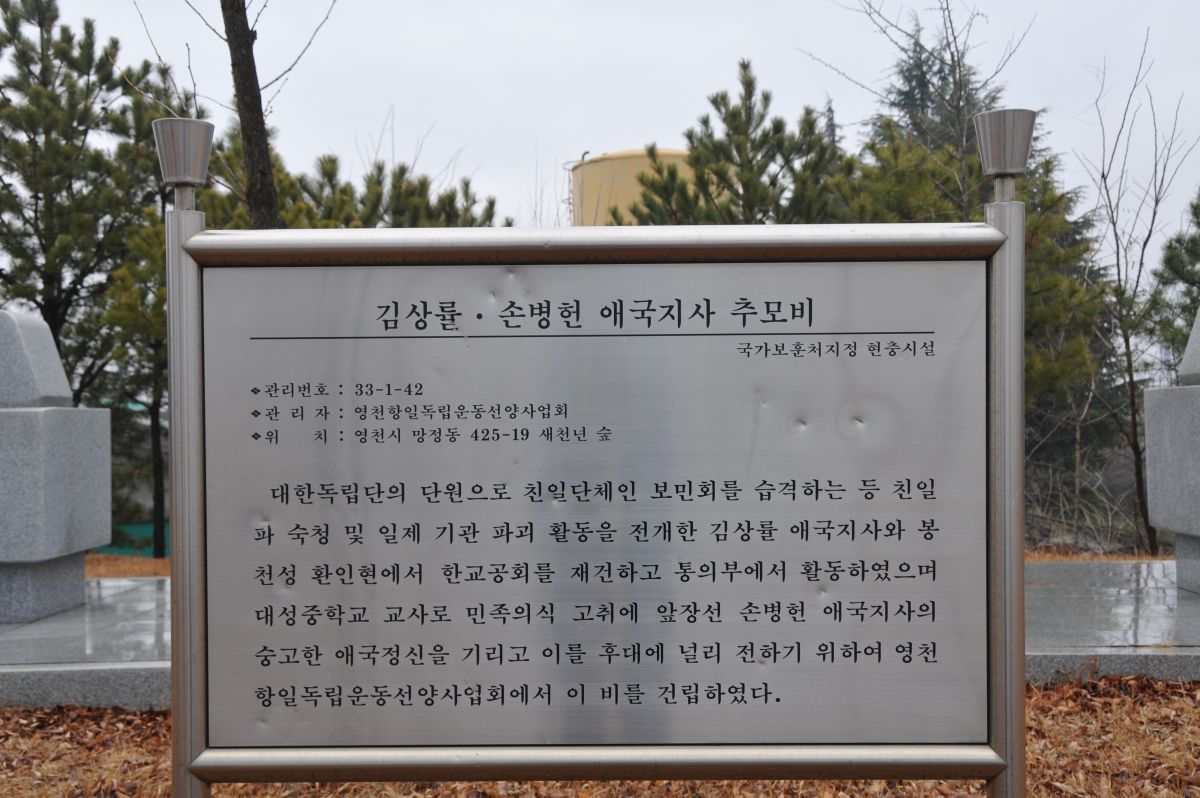 김상률 · 손병헌 애국지사 추모비
국가보훈처지정 현충시설
❖관리번호 : 33-1-42
❖관 리 자 : 영천항일독립운동선양사업회
❖위 치 : 영천시 망정동 425-19 새천년 숲
대한독립단의 단원으로 친일단체인 보민회를 습격하는 등 친일
파 숙청 및 일제 기관 파괴 활동을 전개한 김상률 애국지사와 봉
천성 환인현에서 한교공회를 재건하고 통의부에서 활동하였으며
대성중학교 교사로 민족의식 고취에 앞장선 손병헌 애국지사의
숭고한 애국정신을 기리고 이를 후대에 널리 전하기 위하여 영천
항일독립운동선양사업회에서 이 비를 건립하였다.